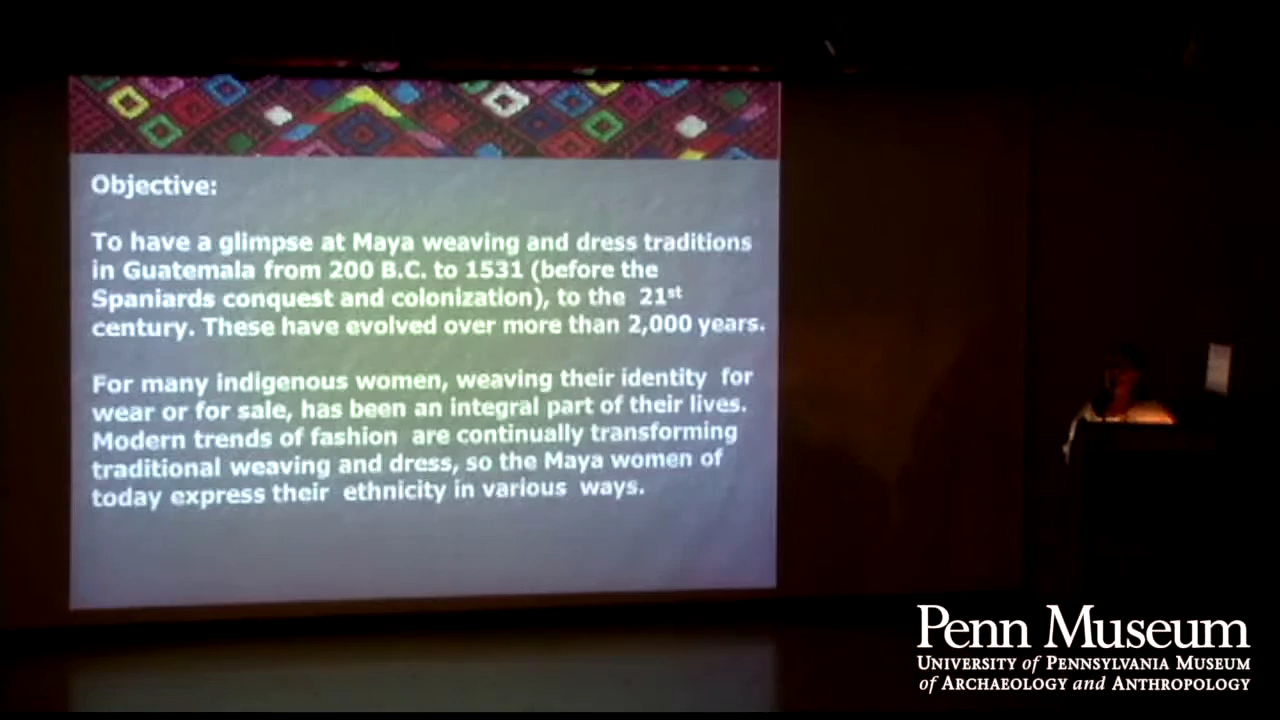 Objective:
To have a glimpse at Maya weaving and dress traditions
in Guatemala from 200 B.C. to 1531 (before the
Spaniards conquest and colonization), to the 21st
century. These have evolved over more than 2,000 years.
For many indigenous women, weaving their identity for
wear or for sale, has been an integral part of their lives.
Modern trends of fashion are continually transforming
traditional weaving and dress, so the Maya women of
today express their ethnicity in various ways.
Penn Museum
UNIVERSITY of PENNSYLVANIA MUSEUM
of ARCHAEOLOGY and ANTHROPOLOGY